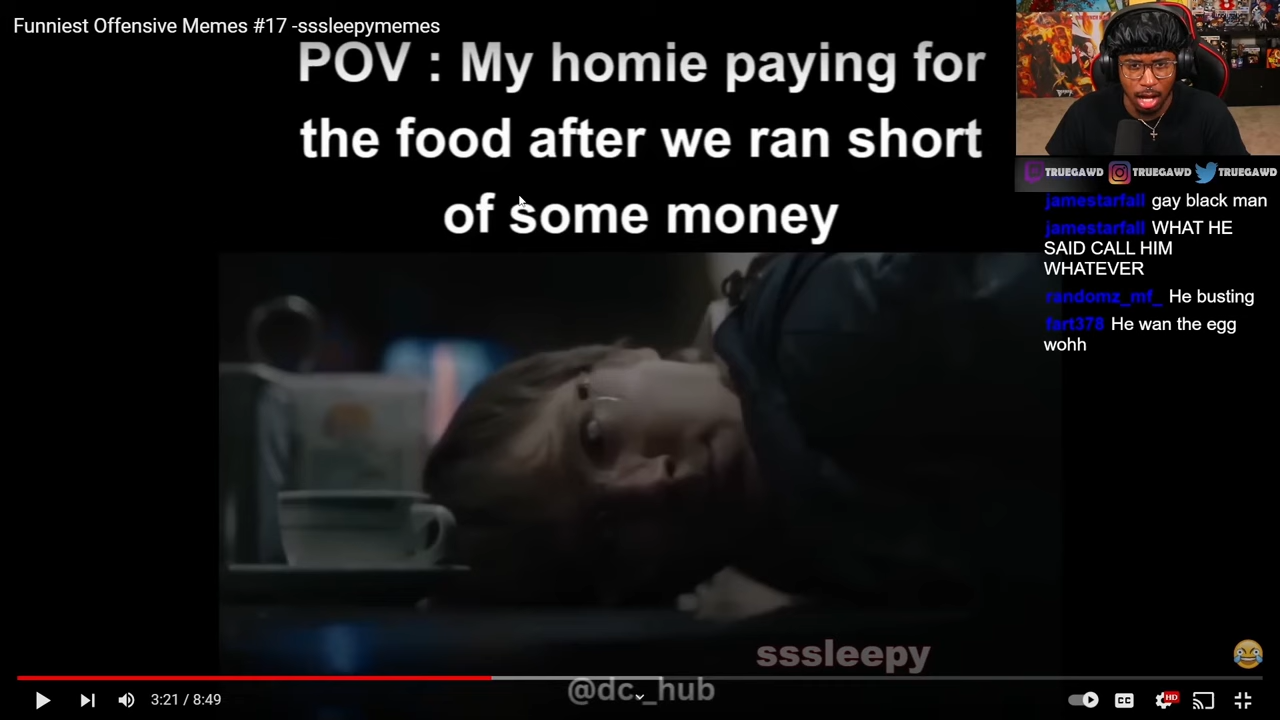 Funniest Offensive Memes #17 -sssleepymemes
POV : My homie paying for
the food after we ran short
of some money
TRUEGAWD TRUEGAWD TRUEGAWD
jamestarfall gay black man
jamestarfall WHAT HE
SAID CALL HIM
WHATEVER
randomz_mf_ He busting
fart378 He wan the egg
wohh
sssleepy
@dc_hub
3:21 / 8:49
CC
HD